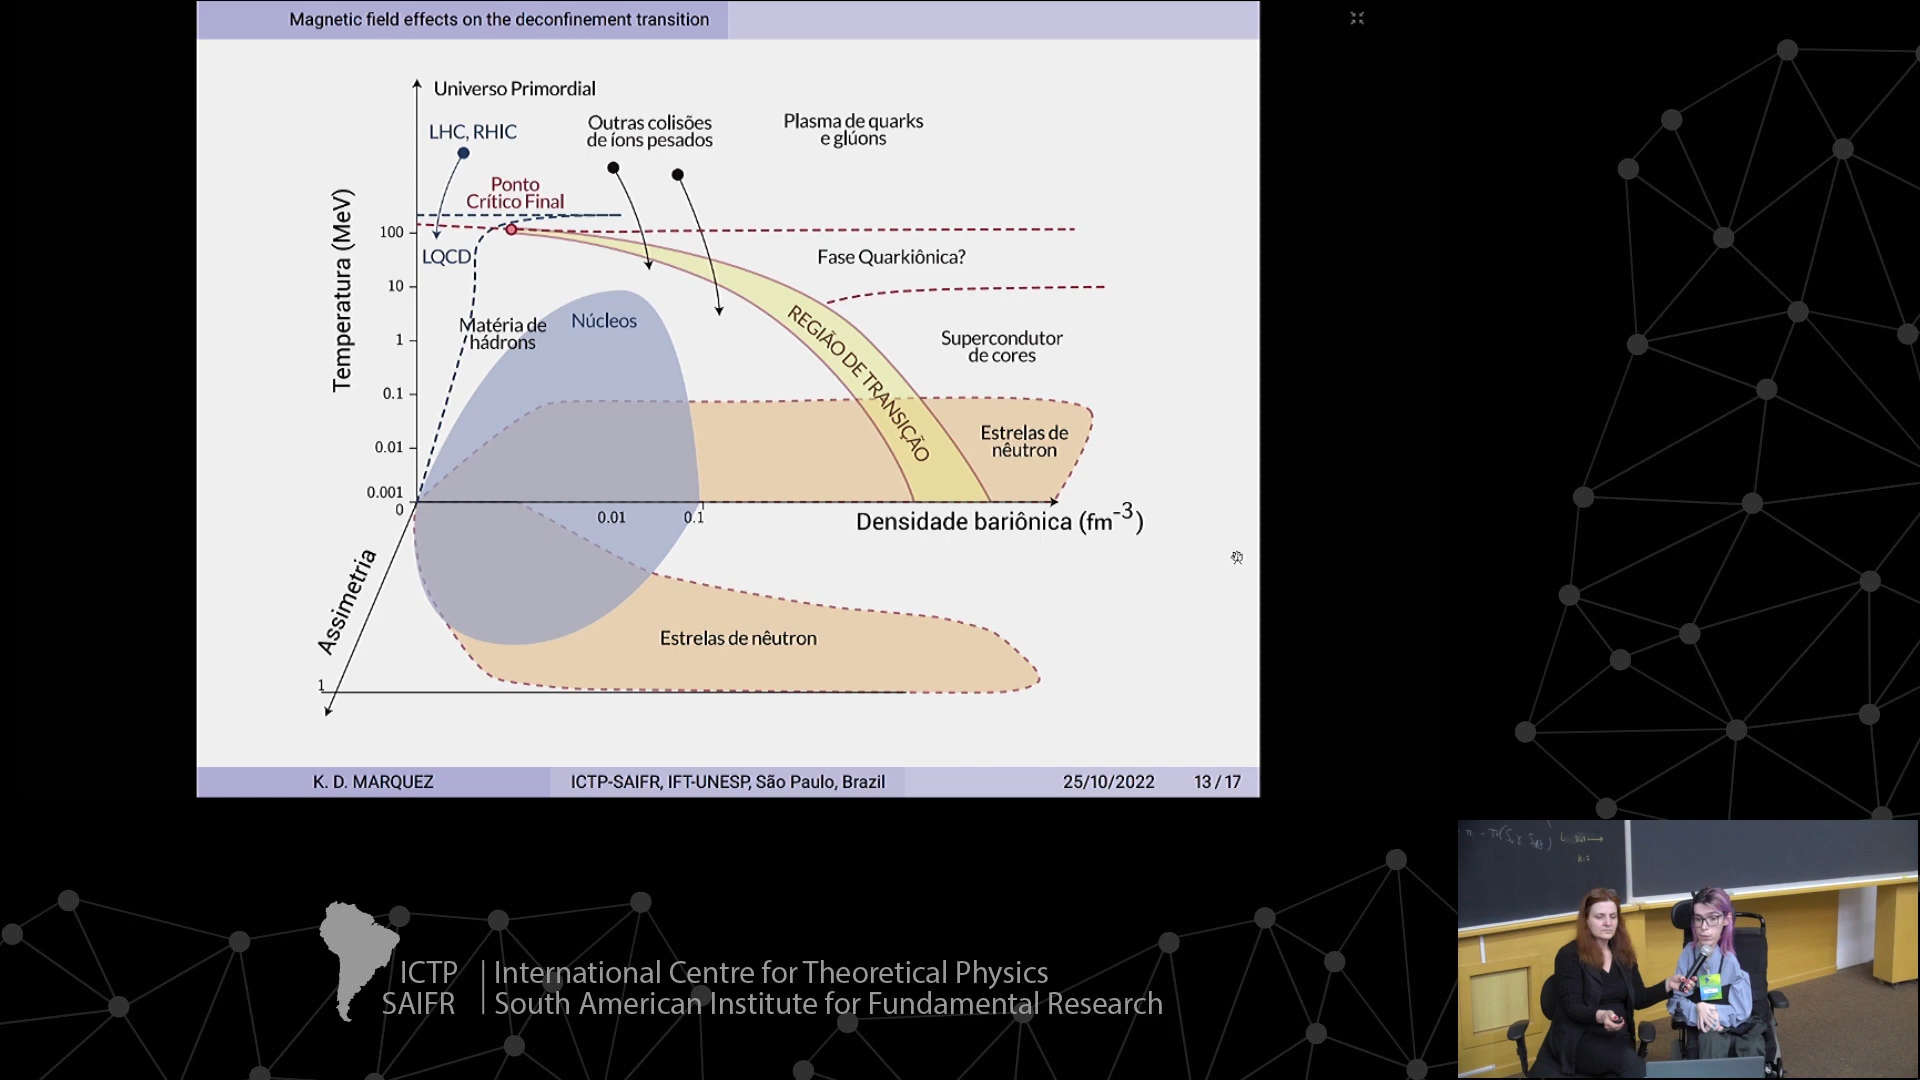 Magnetic field effects on the deconfinement transition
Universo Primordial
LHC, RHIC
Outras colisões
de íons pesados
Plasma de quarks
e glúons
Ponto
Crítico Final
Temperatura (MeV)
100
10
1
0.1
0.01
0.001
0
LQCD
Fase Quarkiônica?
Matéria de
hádrons
Núcleos
REGIÃO DE TRANSIÇÃO
Supercondutor
de cores
Estrelas de
nêutron
0.01
0.1
Densidade bariônica (fm⁻³)
Assimetria
Estrelas de nêutron
1
K. D. MARQUEZ
ICTP-SAIFR, IFT-UNESP, São Paulo, Brazil
25/10/2022
13 / 17
ICTP
SAIFR
International Centre for Theoretical Physics
South American Institute for Fundamental Research